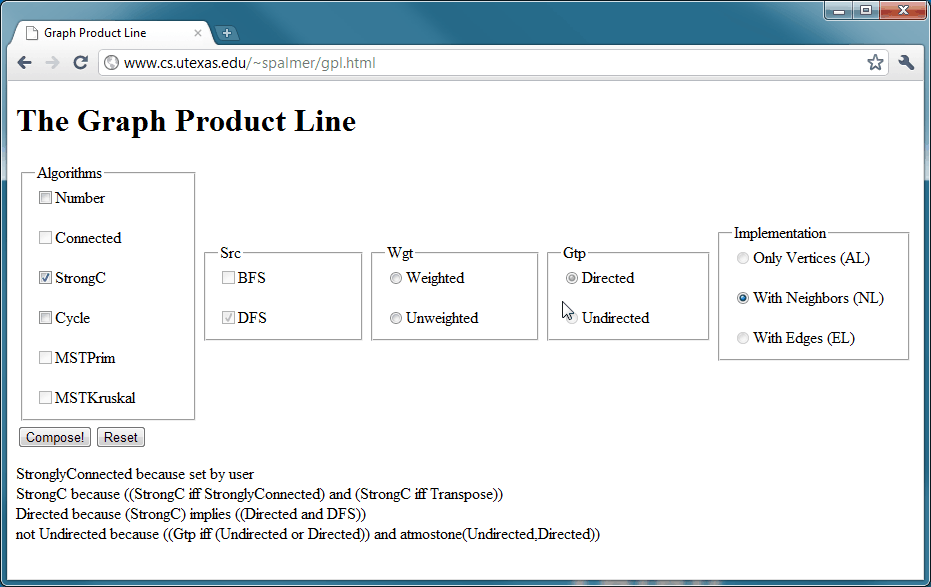 Graph Product Line
www.cs.utexas.edu/~spalmer/gpl.html
The Graph Product Line
Algorithms
Number
Connected
StrongC
Cycle
MSTPrim
MSTKruskal
Src
BFS
DFS
Wgt
Weighted
Unweighted
Gtp
Directed
Undirected
Implementation
Only Vertices (AL)
With Neighbors (NL)
With Edges (EL)
Compose! Reset
StronglyConnected because set by user
StrongC because ((StrongC iff StronglyConnected) and (StrongC iff Transpose))
Directed because (StrongC) implies ((Directed and DFS))
not Undirected because ((Gtp iff (Undirected or Directed)) and atmostone(Undirected,Directed))